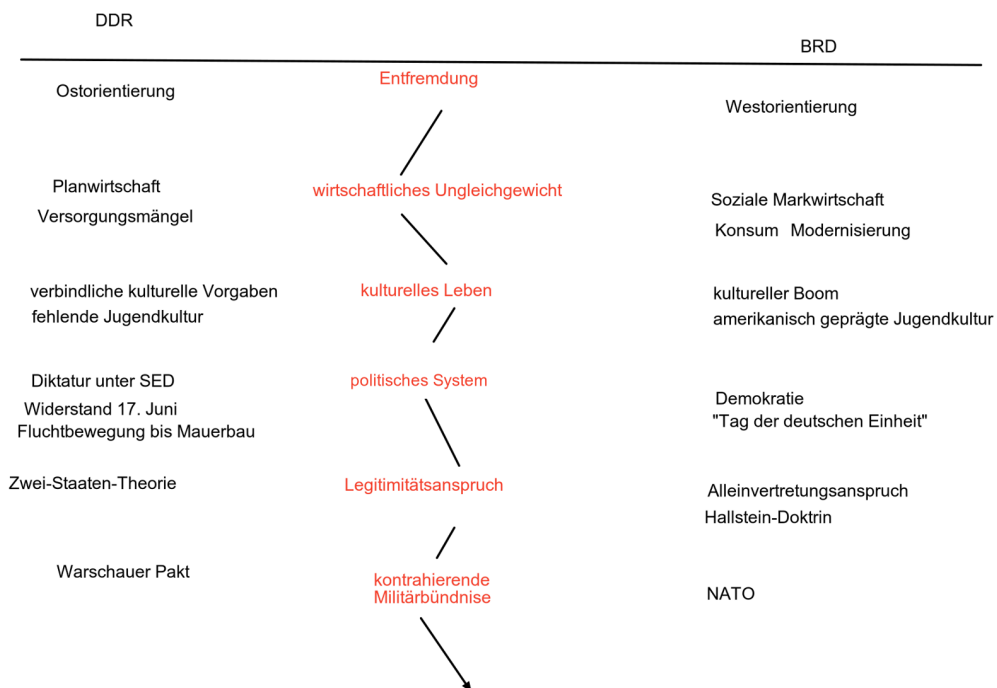 DDR
BRD
Entfremdung
Ostorientierung
Westorientierung
Planwirtschaft
wirtschaftliches Ungleichgewicht
Soziale Markwirtschaft
Versorgungsmängel
Konsum Modernisierung
verbindliche kulturelle Vorgaben
kulturelles Leben
kultureller Boom
fehlende Jugendkultur
amerikanisch geprägte Jugendkultur
Diktatur unter SED
politisches System
Demokratie
Widerstand 17. Juni
"Tag der deutschen Einheit"
Fluchtbewegung bis Mauerbau
Zwei-Staaten-Theorie
Legitimitätsanspruch
Alleinvertretungsanspruch
Hallstein-Doktrin
Warschauer Pakt
kontrahierende
Militärbündnise
NATO